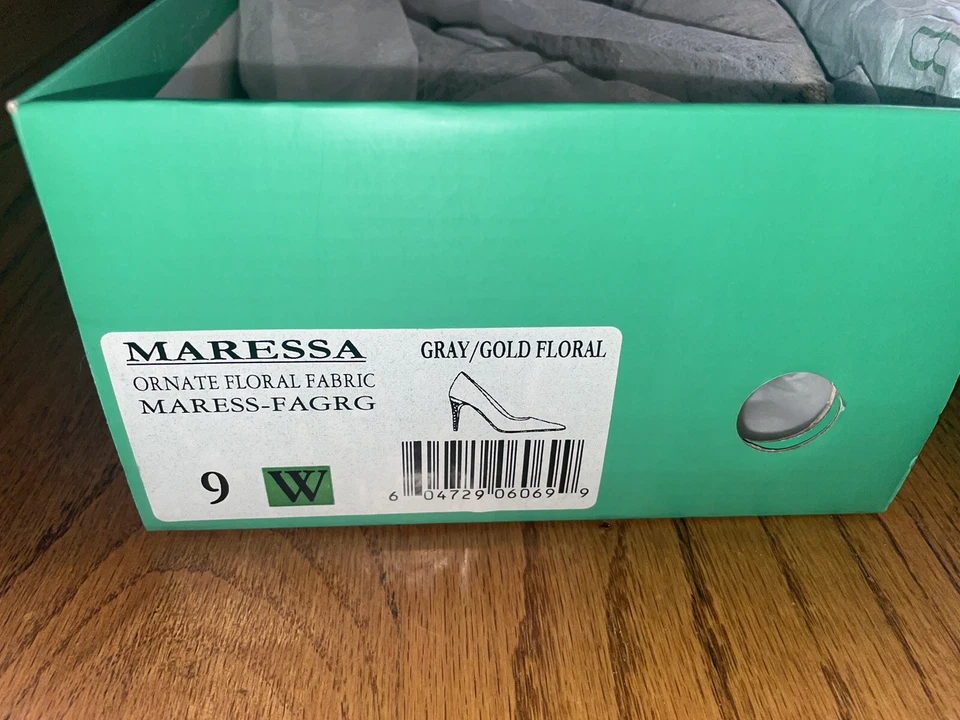 MARESSA
ORNATE FLORAL FABRIC
MARESS-FAGRG
GRAY/GOLD FLORAL
9 W
6 04729 06069 9
B